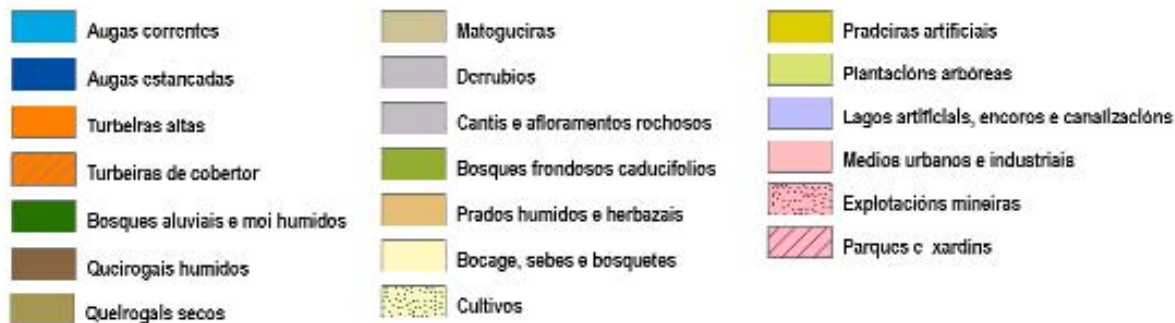 Augas correntes
Augas estancadas
Turbeiras altas
Turbeiras de cobertor
Bosques aluviais e moi humidos
Queirogais humidos
Queirogais secos
Matogueiras
Derrubios
Cantis e afloramentos rochosos
Bosques frondosos caducifolios
Prados humidos e herbazais
Bocage, sebes e bosquetes
Cultivos
Pradeiras artificiais
Plantacións arbóreas
Lagos artificiais, encoros e canalizacións
Medios urbanos e industriais
Explotacións mineiras
Parques e xardins